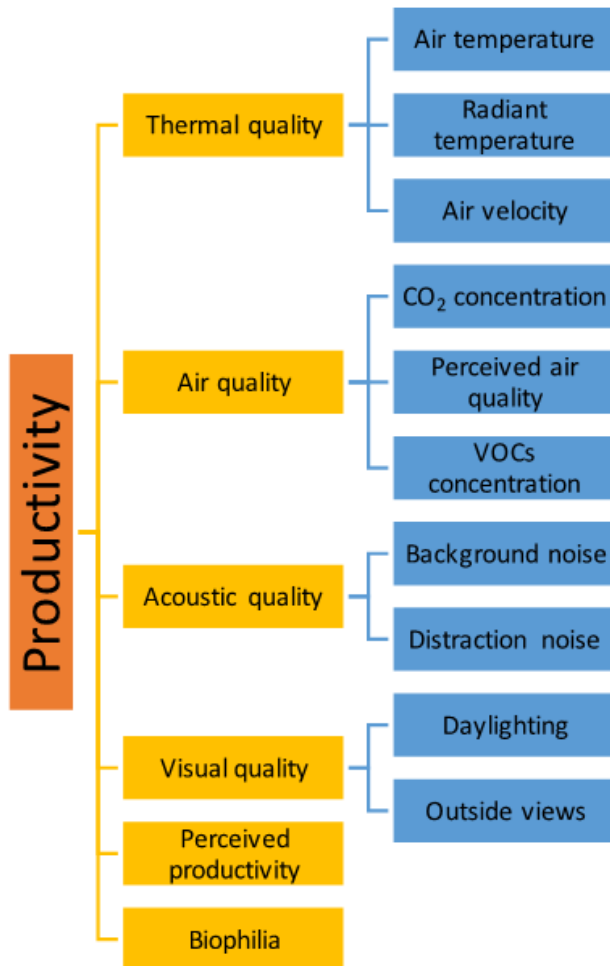 Productivity
Thermal quality
Air temperature
Radiant
temperature
Air velocity
Air quality
CO₂ concentration
Perceived air
quality
VOCs
concentration
Acoustic quality
Background noise
Distraction noise
Visual quality
Daylighting
Outside views
Perceived
productivity
Biophilia